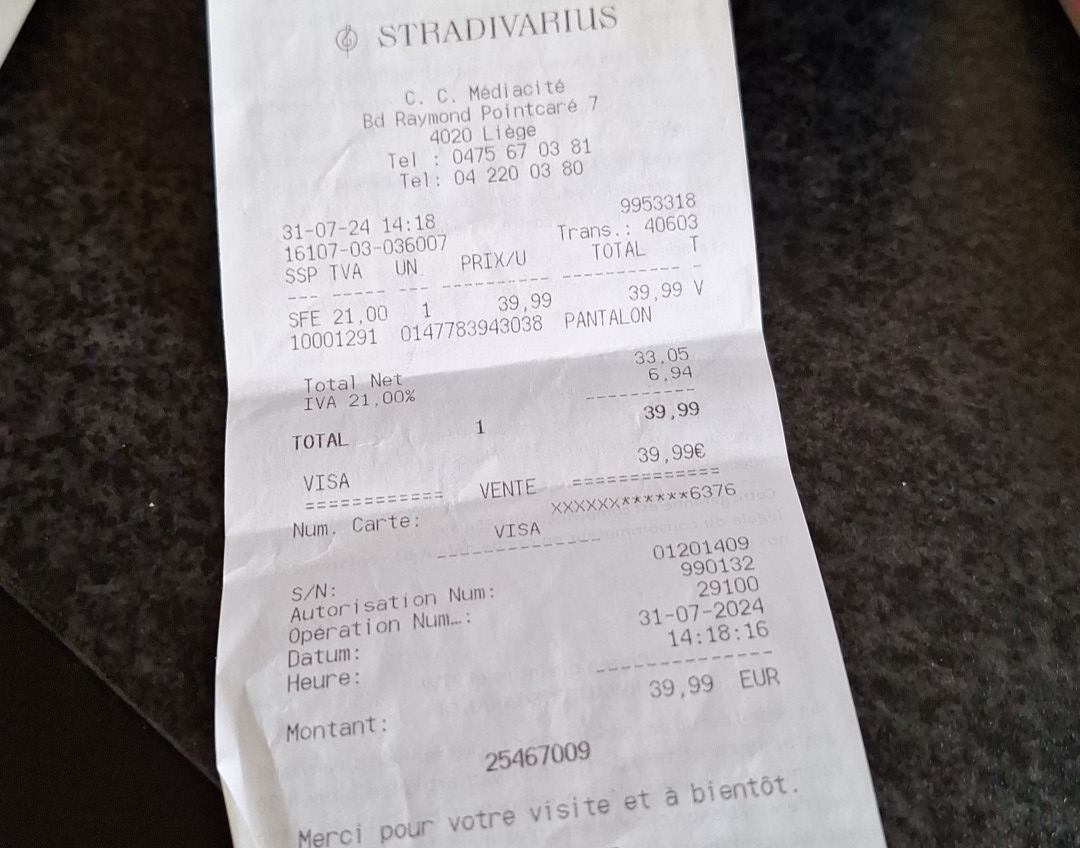 STRADIVARIUS
C. C. Médiacité
Bd Raymond Pointcaré 7
4020 Liège
Tel : 0475 67 03 81
Tel: 04 220 03 80
31-07-24 14:18 9953318
16107-03-036007 Trans.: 40603
SSP TVA UN. PRIX/U TOTAL T
--- ----- --- ----------- ----------- -
SFE 21,00 1 39,99 39,99 V
10001291 0147783943038 PANTALON
Total Net 33,05
IVA 21,00% 6,94
-----------
TOTAL 1 39,99
VISA 39,99€
============ VENTE =============
Num. Carte: XXXXXX******6376
VISA
-----------------
S/N: 01201409
Autorisation Num: 990132
Opération Num…: 29100
Datum: 31-07-2024
Heure: 14:18:16
---------------
Montant: 39,99 EUR
25467009
Merci pour votre visite et à bientôt.